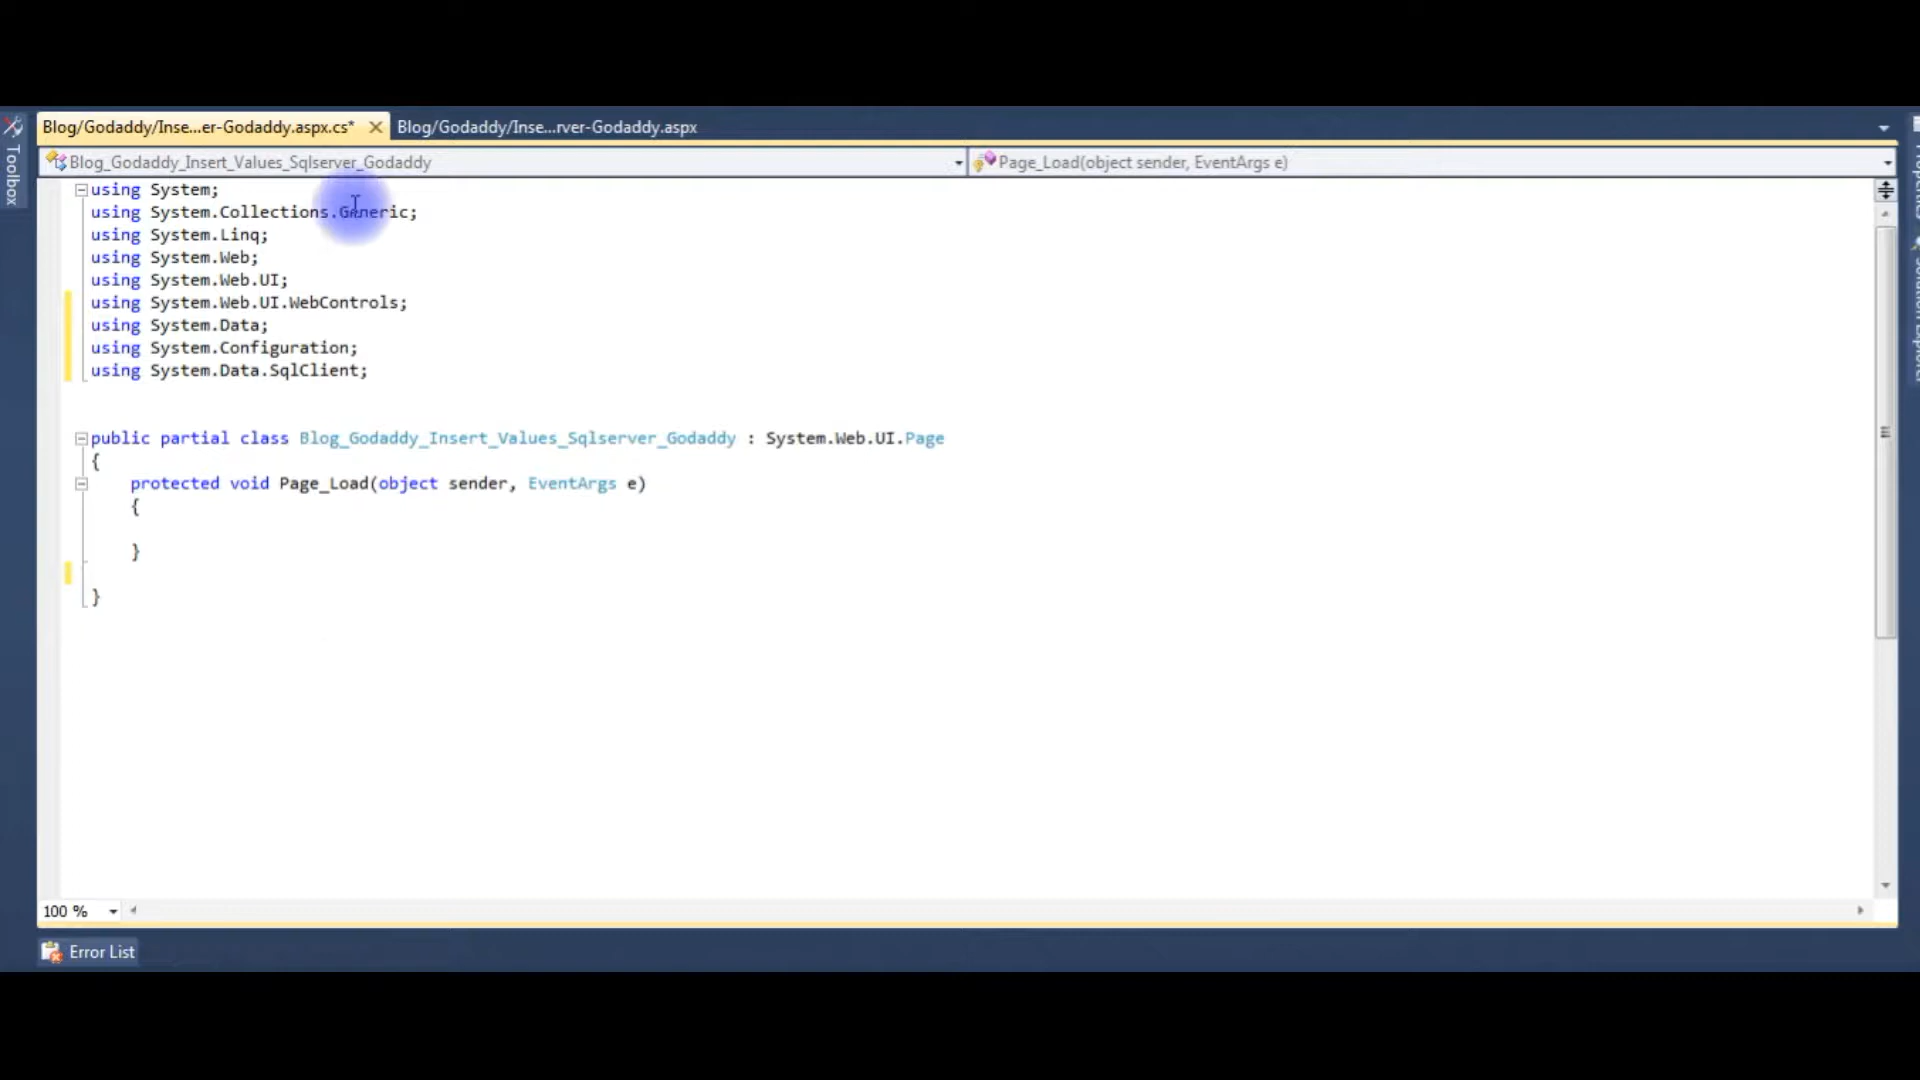 Blog/Godaddy/Inse...er-Godaddy.aspx.cs*
Blog/Godaddy/Inse...rver-Godaddy.aspx
Toolbox
Blog_Godaddy_Insert_Values_Sqlserver_Godaddy
Page_Load(object sender, EventArgs e)
using System;
using System.Collections.Generic;
using System.Linq;
using System.Web;
using System.Web.UI;
using System.Web.UI.WebControls;
using System.Data;
using System.Configuration;
using System.Data.SqlClient;
public partial class Blog_Godaddy_Insert_Values_Sqlserver_Godaddy : System.Web.UI.Page
{
protected void Page_Load(object sender, EventArgs e)
{
}
}
100 %
Error List